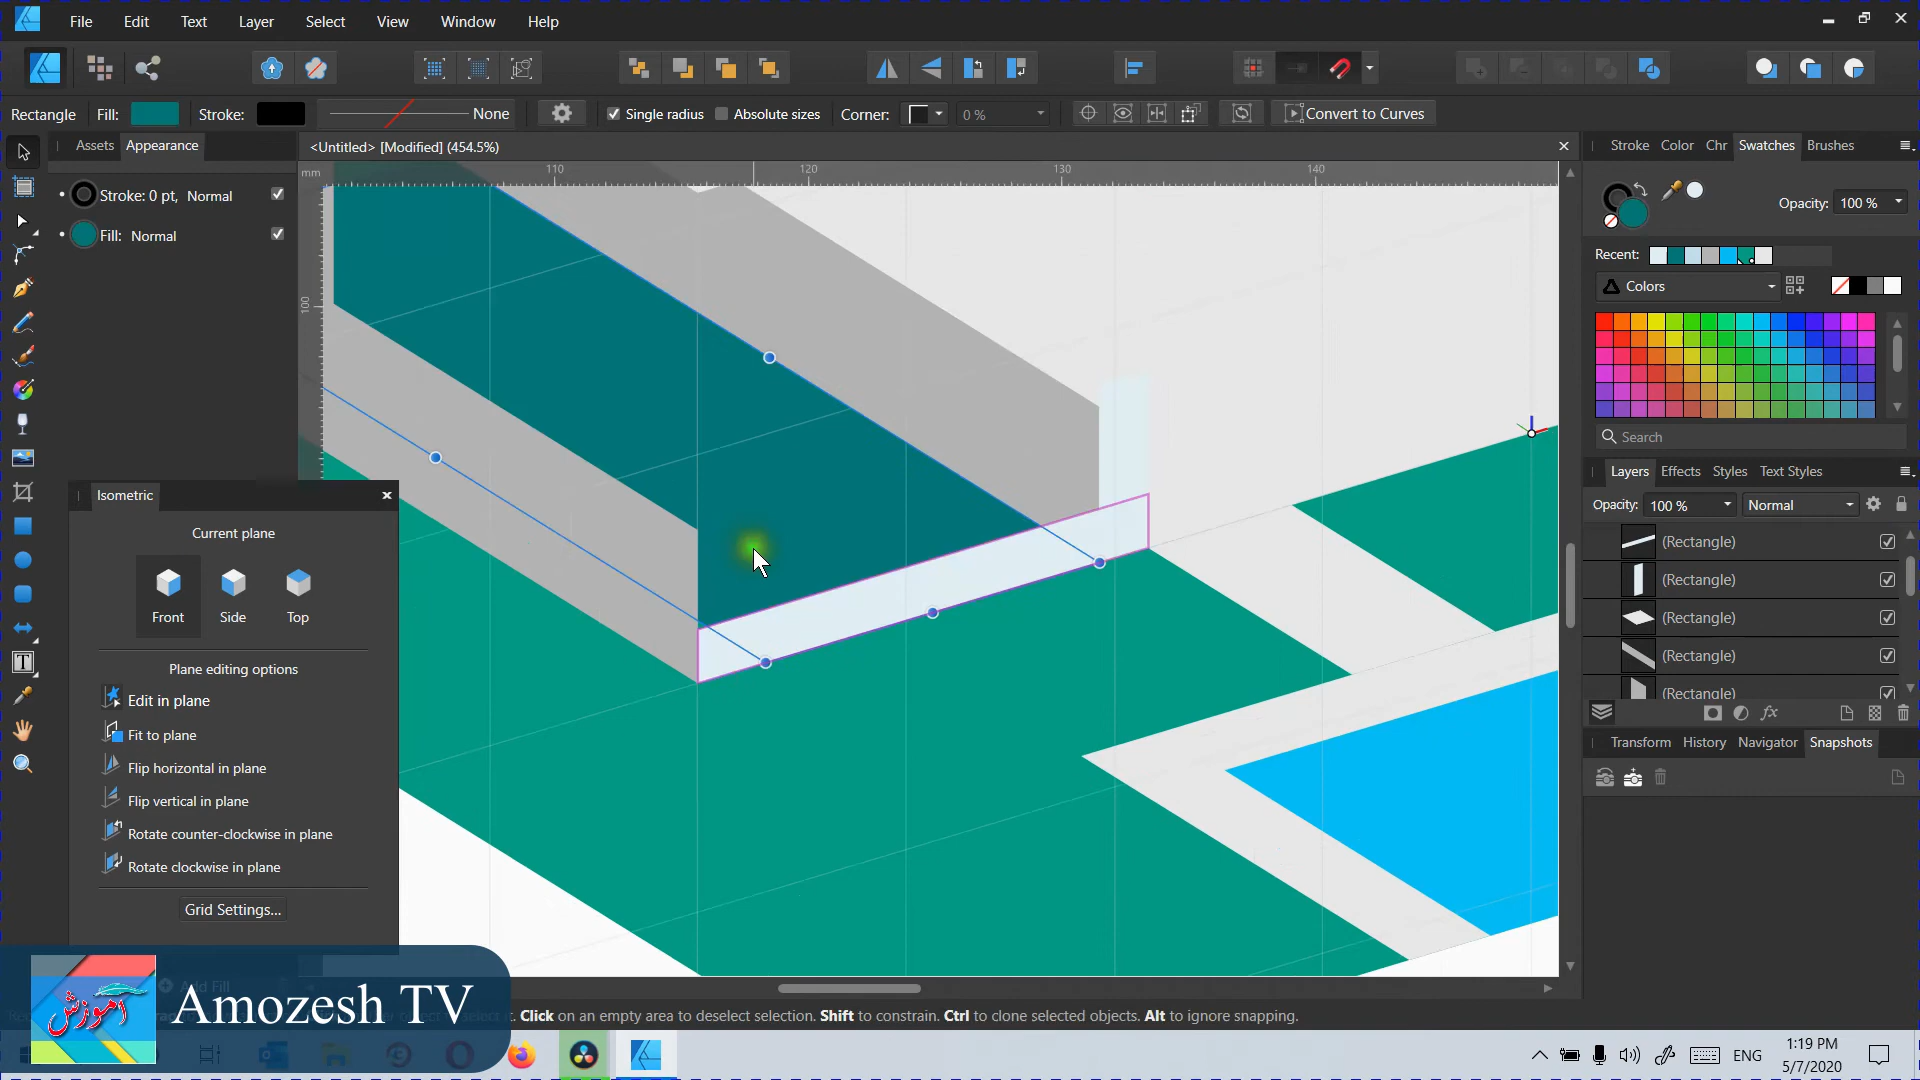 File Edit Text Layer Select View Window Help
Rectangle Fill: Stroke: None Single radius Absolute sizes Corner: 0 % Convert to Curves
Assets Appearance
<Untitled> [Modified] (454.5%)
Stroke Color Chr Swatches Brushes
mm 110 120 130 140
100
Stroke: 0 pt, Normal
Fill: Normal
Opacity: 100 %
Recent:
Colors
Search
Layers Effects Styles Text Styles
Opacity: 100 % Normal
(Rectangle)
(Rectangle)
(Rectangle)
(Rectangle)
(Rectangle)
Transform History Navigator Snapshots
Isometric
Current plane
Front Side Top
Plane editing options
Edit in plane
Fit to plane
Flip horizontal in plane
Flip vertical in plane
Rotate counter-clockwise in plane
Rotate clockwise in plane
Grid Settings...
Add Fill
آموزش
Amozesh TV
Click on an empty area to deselect selection. Shift to constrain. Ctrl to clone selected objects. Alt to ignore snapping.
ENG
1:19 PM
5/7/2020